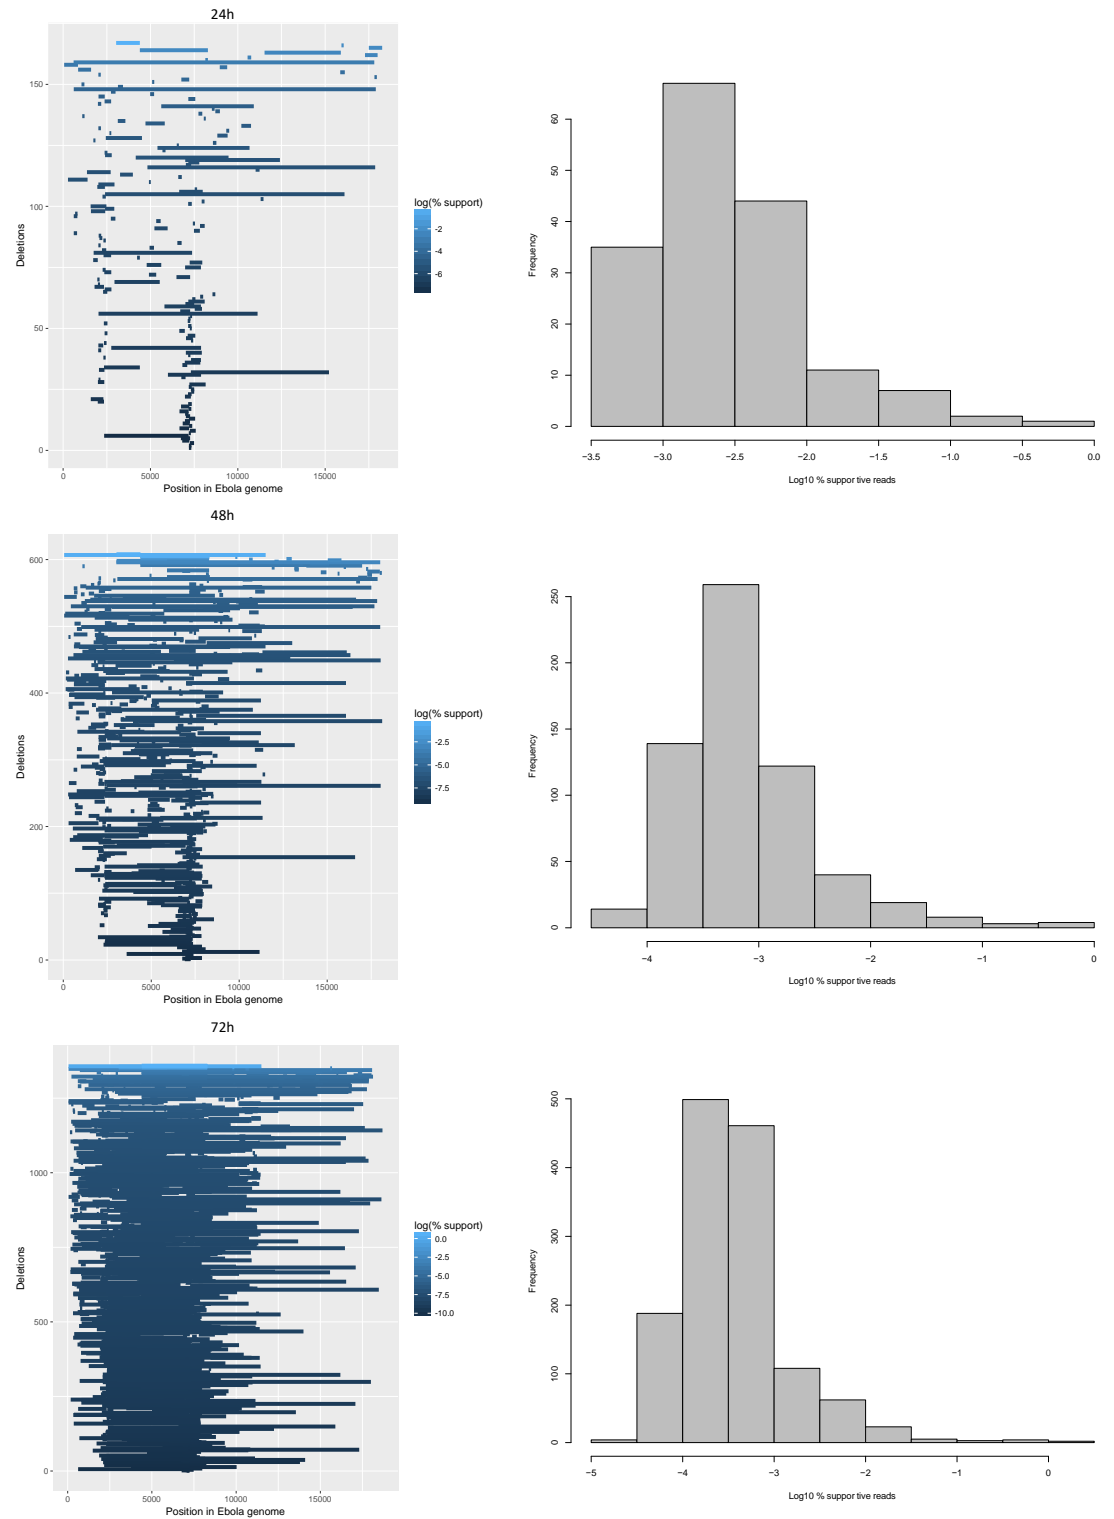 24h
150
100
50
0
Deletions
0 5000 10000 15000
Position in Ebola genome
log(% support)
-2
-4
-6
60
50
40
30
20
10
0
Frequency
−3.5 −3.0 −2.5 −2.0 −1.5 −1.0 −0.5 0.0
Log10 % suppor tive reads
48h
600
400
200
0
Deletions
0 5000 10000 15000
Position in Ebola genome
log(% support)
-2.5
-5.0
-7.5
250
200
150
100
50
0
Frequency
−4 −3 −2 −1 0
Log10 % suppor tive reads
72h
1000
500
0
Deletions
0 5000 10000 15000
Position in Ebola genome
log(% support)
0.0
-2.5
-5.0
-7.5
-10.0
500
400
300
200
100
0
Frequency
−5 −4 −3 −2 −1 0
Log10 % suppor tive reads